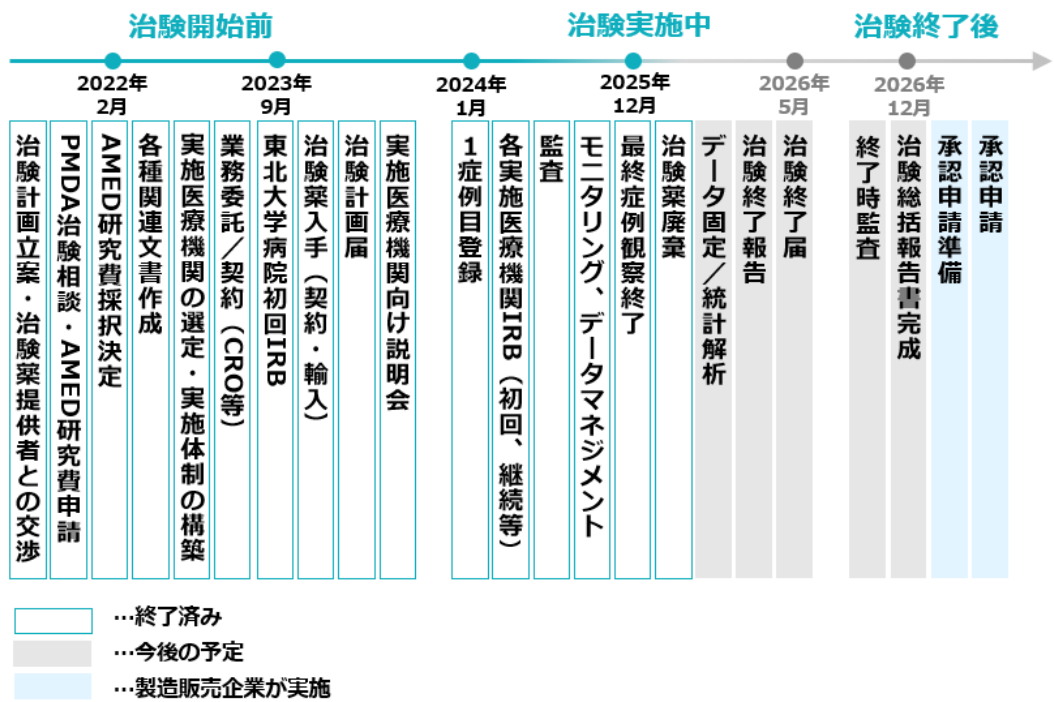 治験開始前
治験実施中
治験終了後
2022年
2月
2023年
9月
2024年
1月
2025年
12月
2026年
5月
2026年
12月
治験計画立案・治験薬提供者との交渉
PMDA治験相談・AMED研究費申請
AMED研究費採択決定
各種関連文書作成
実施医療機関の選定・実施体制の構築
業務委託／契約（CRO等）
東北大学病院初回IRB
治験薬入手（契約・輸入）
治験計画届
実施医療機関向け説明会
1症例目登録
各実施医療機関IRB（初回、継続等）
監査
モニタリング、データマネジメント
最終症例観察終了
治験薬廃棄
データ固定／統計解析
治験終了報告
治験終了届
終了時監査
治験総括報告書完成
承認申請準備
承認申請
…終了済み
…今後の予定
…製造販売企業が実施